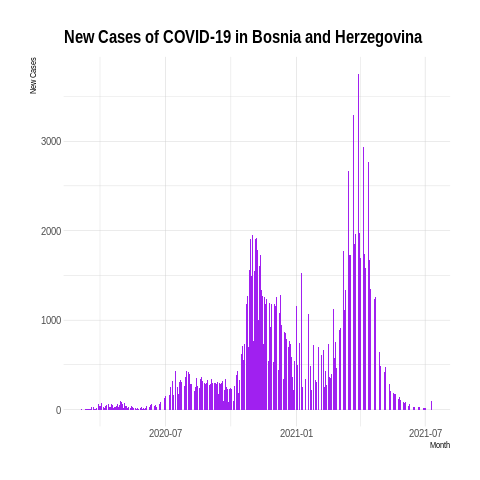 New Cases of COVID-19 in Bosnia and Herzegovina
New Cases
3000
2000
1000
0
2020-07
2021-01
2021-07
Month